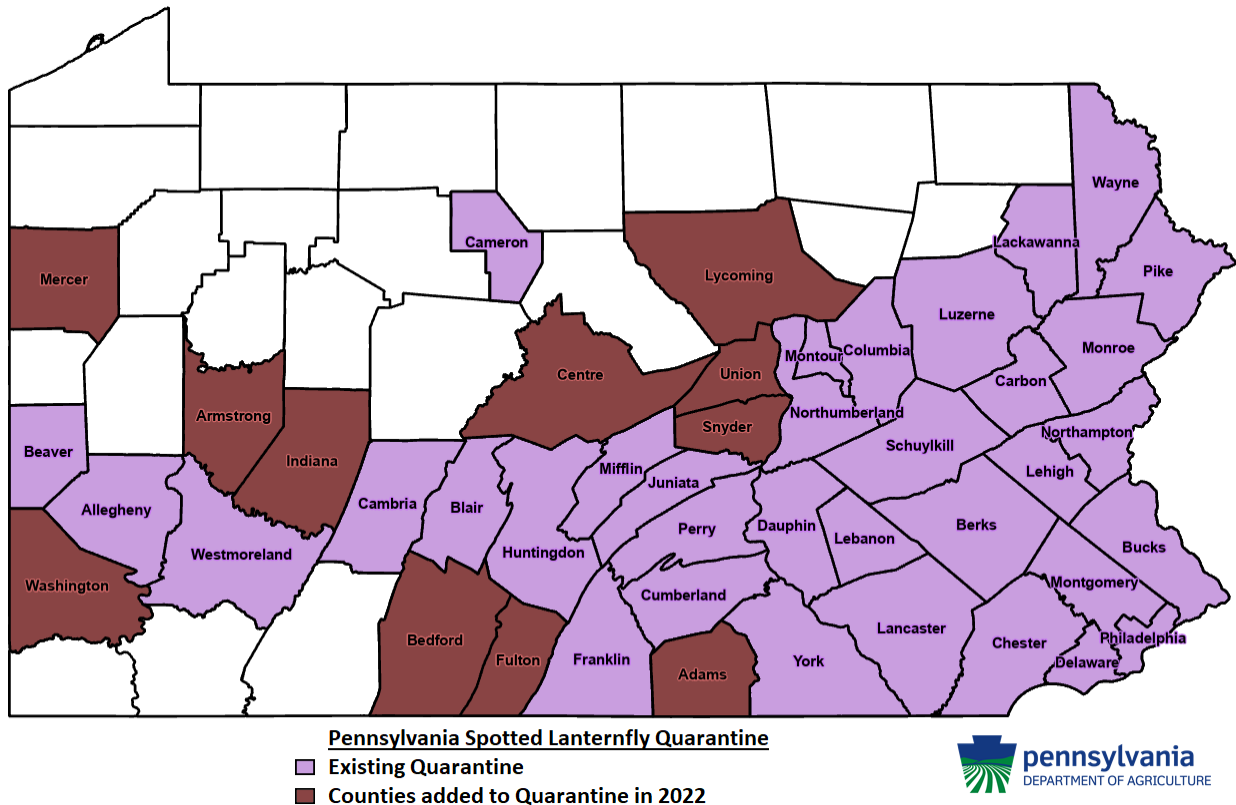 Wayne
Cameron
Lackawanna
Mercer
Lycoming
Pike
Luzerne
Monroe
Montour
Columbia
Centre
Union
Carbon
Armstrong
Northumberland
Snyder
Northampton
Schuylkill
Beaver
Indiana
Mifflin
Lehigh
Juniata
Cambria
Blair
Allegheny
Perry
Dauphin
Berks
Lebanon
Bucks
Westmoreland
Huntingdon
Washington
Montgomery
Cumberland
Lancaster
Bedford
Philadelphia
Chester
Fulton
Franklin
York
Delaware
Adams
Pennsylvania Spotted Lanternfly Quarantine
Existing Quarantine
Counties added to Quarantine in 2022
pennsylvania
DEPARTMENT OF AGRICULTURE